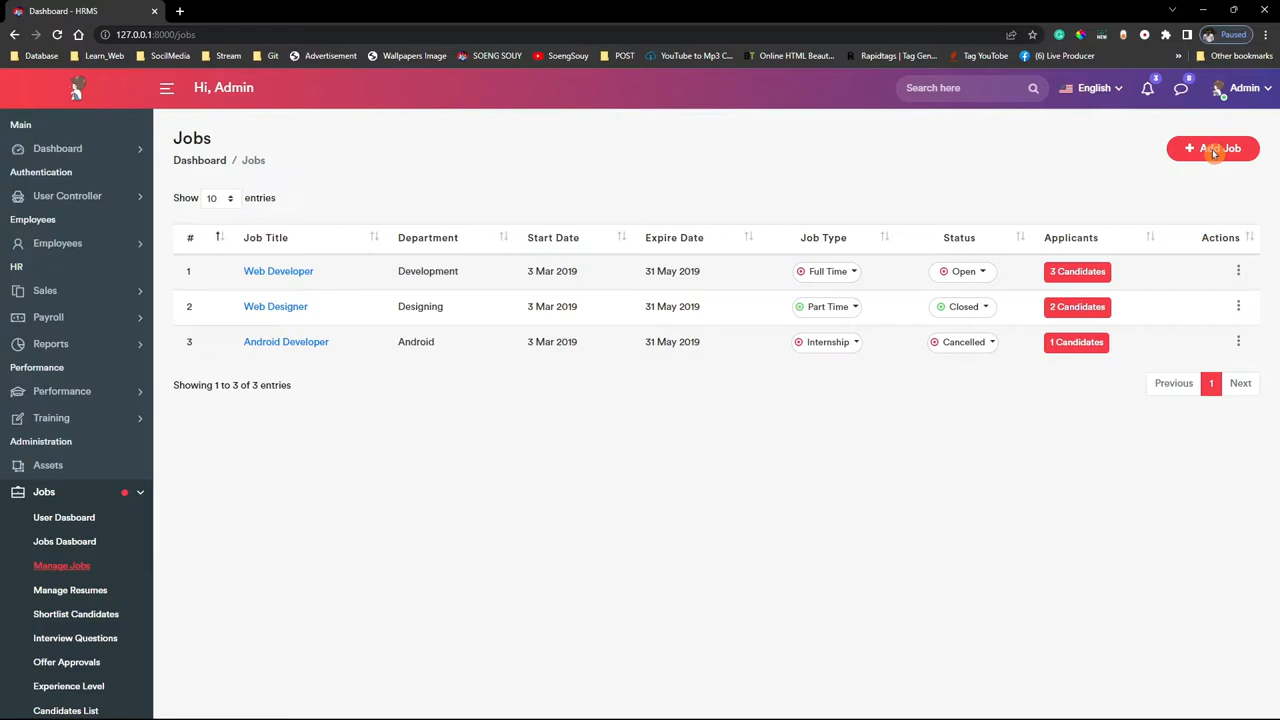 Dashboard - HRMS
127.0.0.1:8000/jobs
Paused
Database Learn_Web SocilMedia Stream Git Advertisement Wallpapers Image SOENG SOUY SoengSouy POST YouTube to Mp3 C... Online HTML Beaut... Rapidtags | Tag Gen... Tag YouTube (6) Live Producer » Other bookmarks
Hi, Admin
Search here
English
3
8
Admin
Main
Dashboard
Authentication
User Controller
Employees
Employees
HR
Sales
Payroll
Reports
Performance
Performance
Training
Administration
Assets
Jobs
User Dasboard
Jobs Dasboard
Manage Jobs
Manage Resumes
Shortlist Candidates
Interview Questions
Offer Approvals
Experience Level
Candidates List
Jobs
Dashboard / Jobs
+ Add Job
Show 10 entries
# Job Title Department Start Date Expire Date Job Type Status Applicants Actions
1 Web Developer Development 3 Mar 2019 31 May 2019 Full Time Open 3 Candidates
2 Web Designer Designing 3 Mar 2019 31 May 2019 Part Time Closed 2 Candidates
3 Android Developer Android 3 Mar 2019 31 May 2019 Internship Cancelled 1 Candidates
Showing 1 to 3 of 3 entries
Previous 1 Next